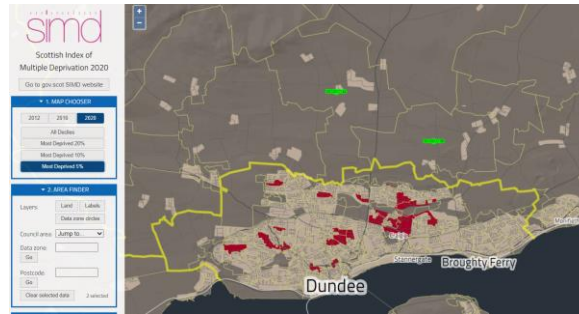 simd
Scottish Index of
Multiple Deprivation 2020
Go to gov.scot SIMD website
1. MAP CHOOSER
2012 2016 2020
All Deciles
Most Deprived 20%
Most Deprived 10%
Most Deprived 5%
2. AREA FINDER
Layers: Land Labels
Data zone circles
Council area: Jump to...
Data zone:
Go
Postcode:
Go
Clear selected data 2 selected
+
-
Craigie
Stannergate
Broughty Ferry
Dundee